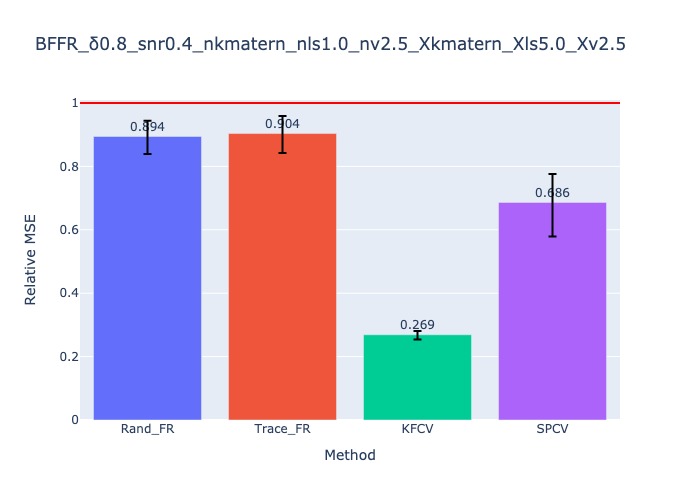 BFFR_δ0.8_snr0.4_nkmatern_nls1.0_nv2.5_Xkmatern_Xls5.0_Xv2.5
1
0.8
0.6
0.4
0.2
0
Relative MSE
0.894
0.904
0.269
0.686
Rand_FR
Trace_FR
KFCV
SPCV
Method